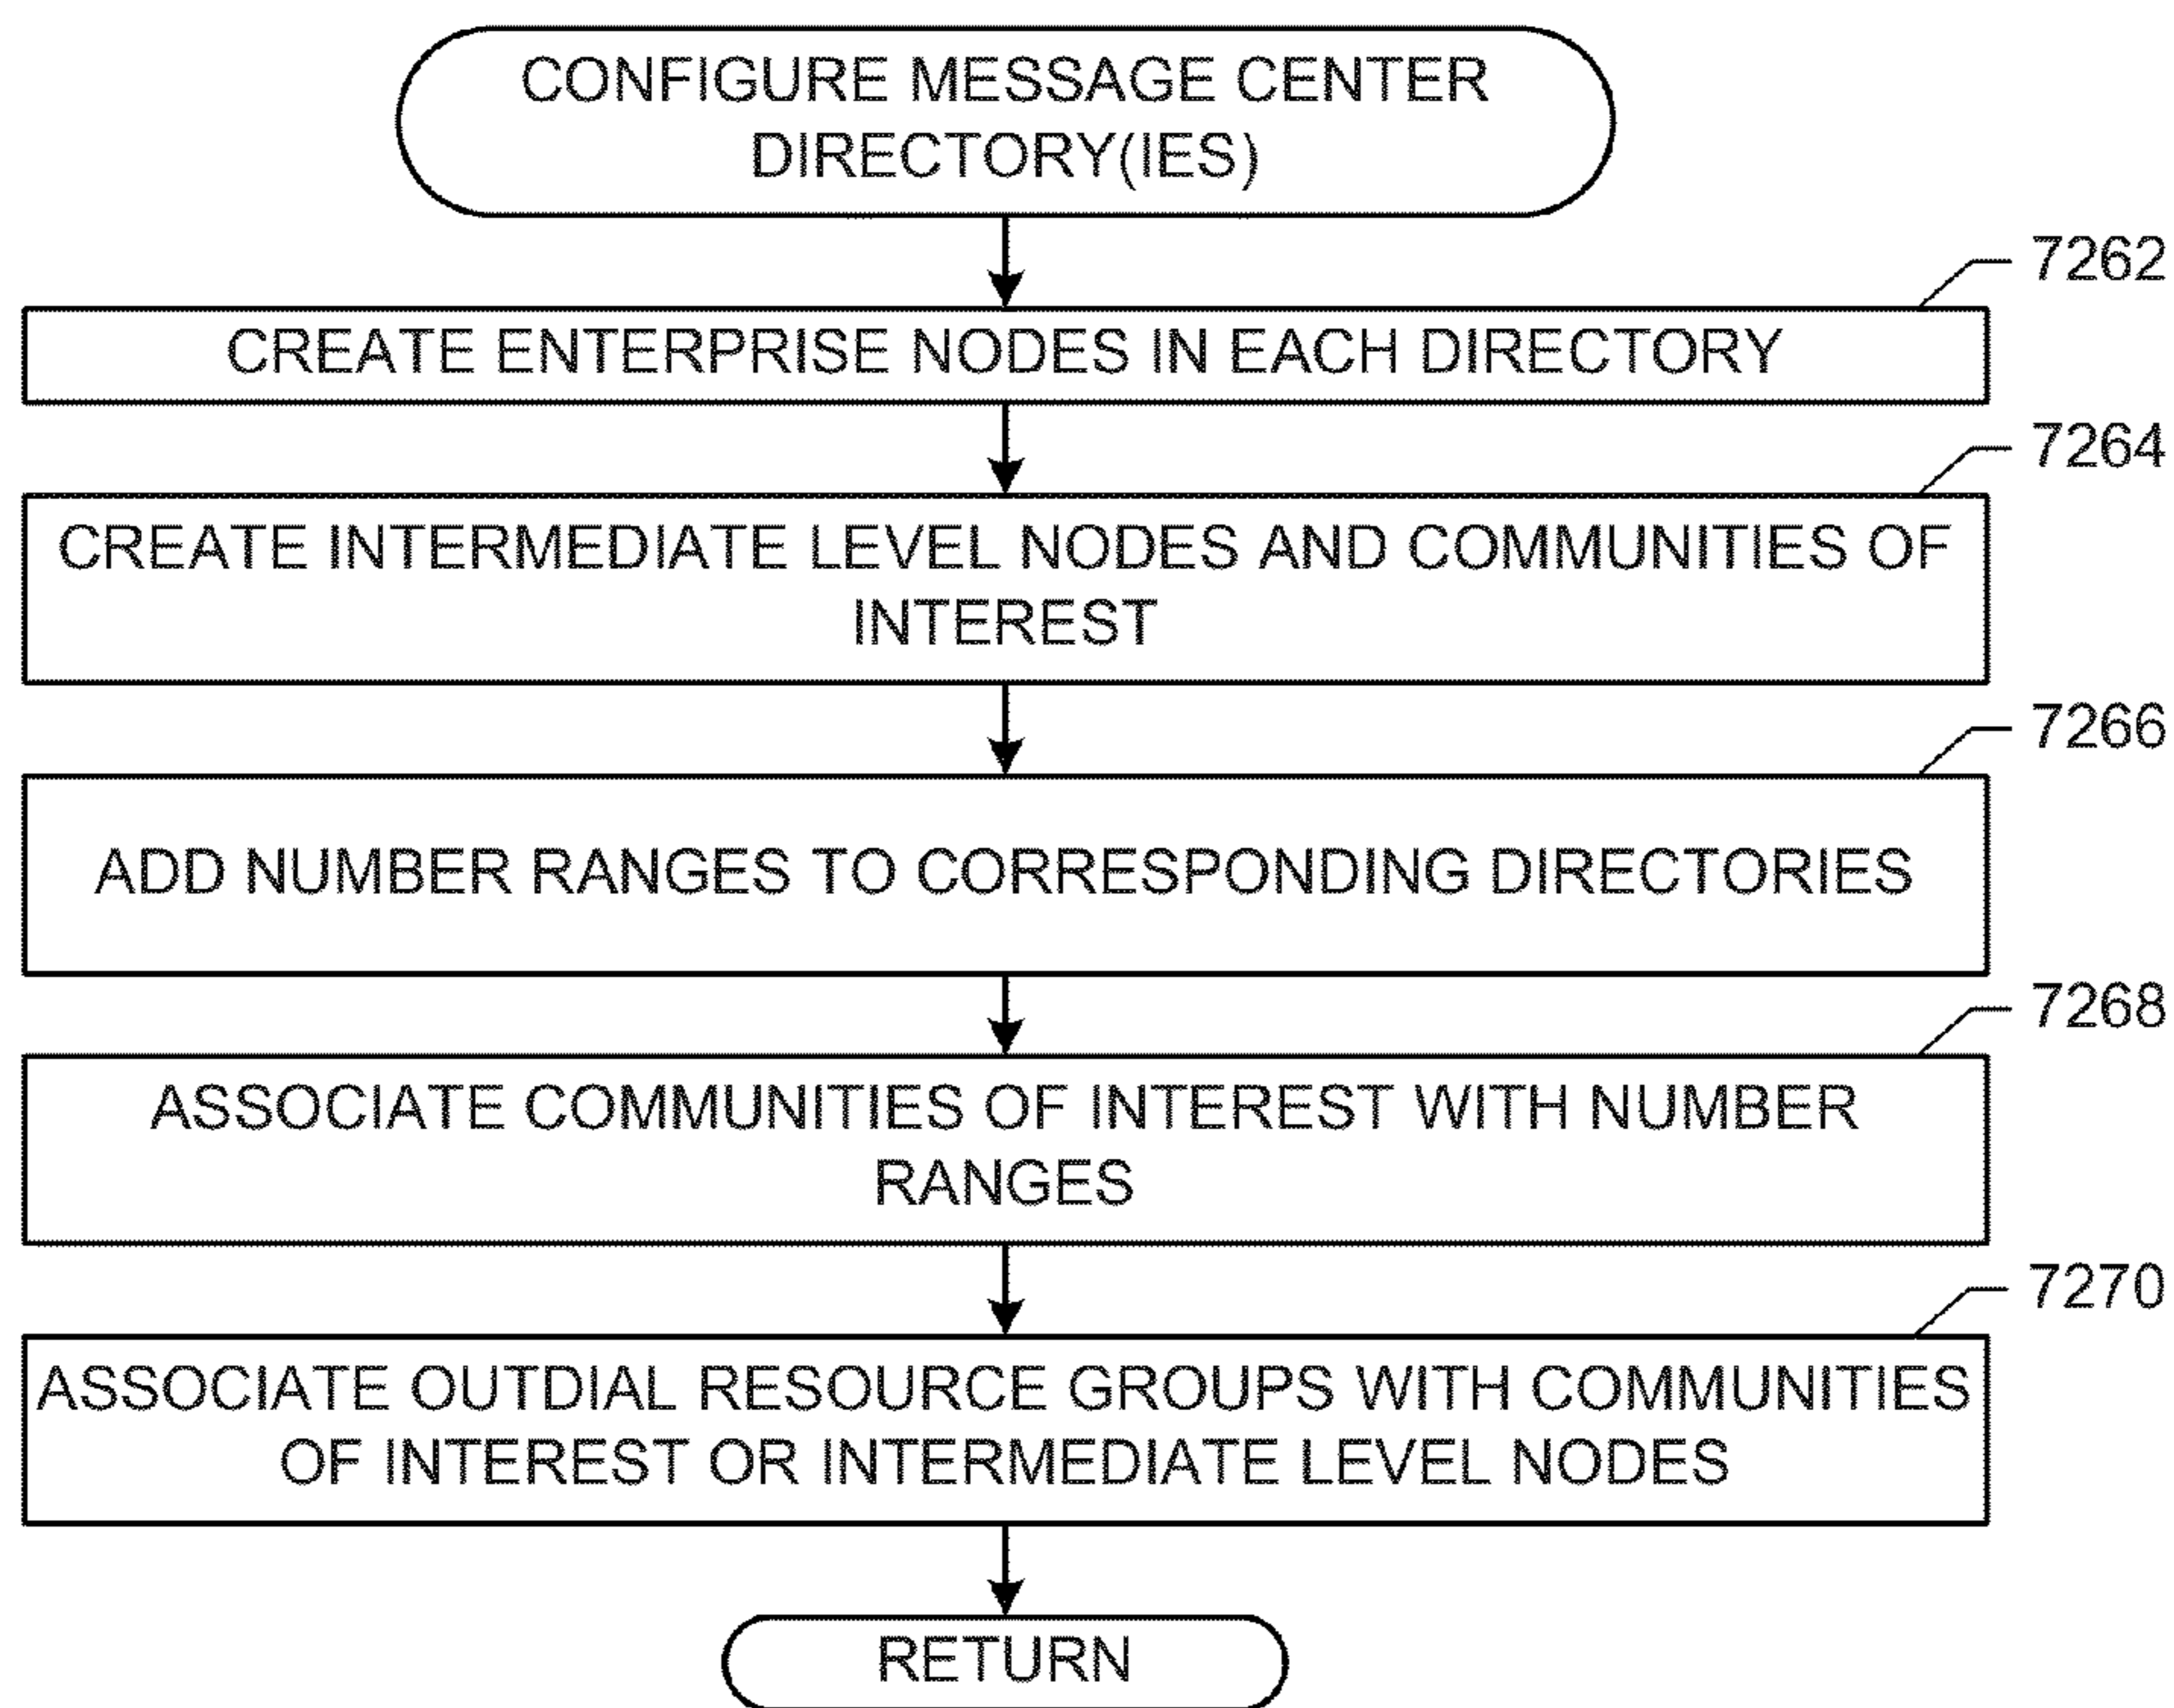 CONFIGURE MESSAGE CENTER
DIRECTORY(IES)
7262
CREATE ENTERPRISE NODES IN EACH DIRECTORY
7264
CREATE INTERMEDIATE LEVEL NODES AND COMMUNITIES OF
INTEREST
7266
ADD NUMBER RANGES TO CORRESPONDING DIRECTORIES
7268
ASSOCIATE COMMUNITIES OF INTEREST WITH NUMBER
RANGES
7270
ASSOCIATE OUTDIAL RESOURCE GROUPS WITH COMMUNITIES
OF INTEREST OR INTERMEDIATE LEVEL NODES
RETURN